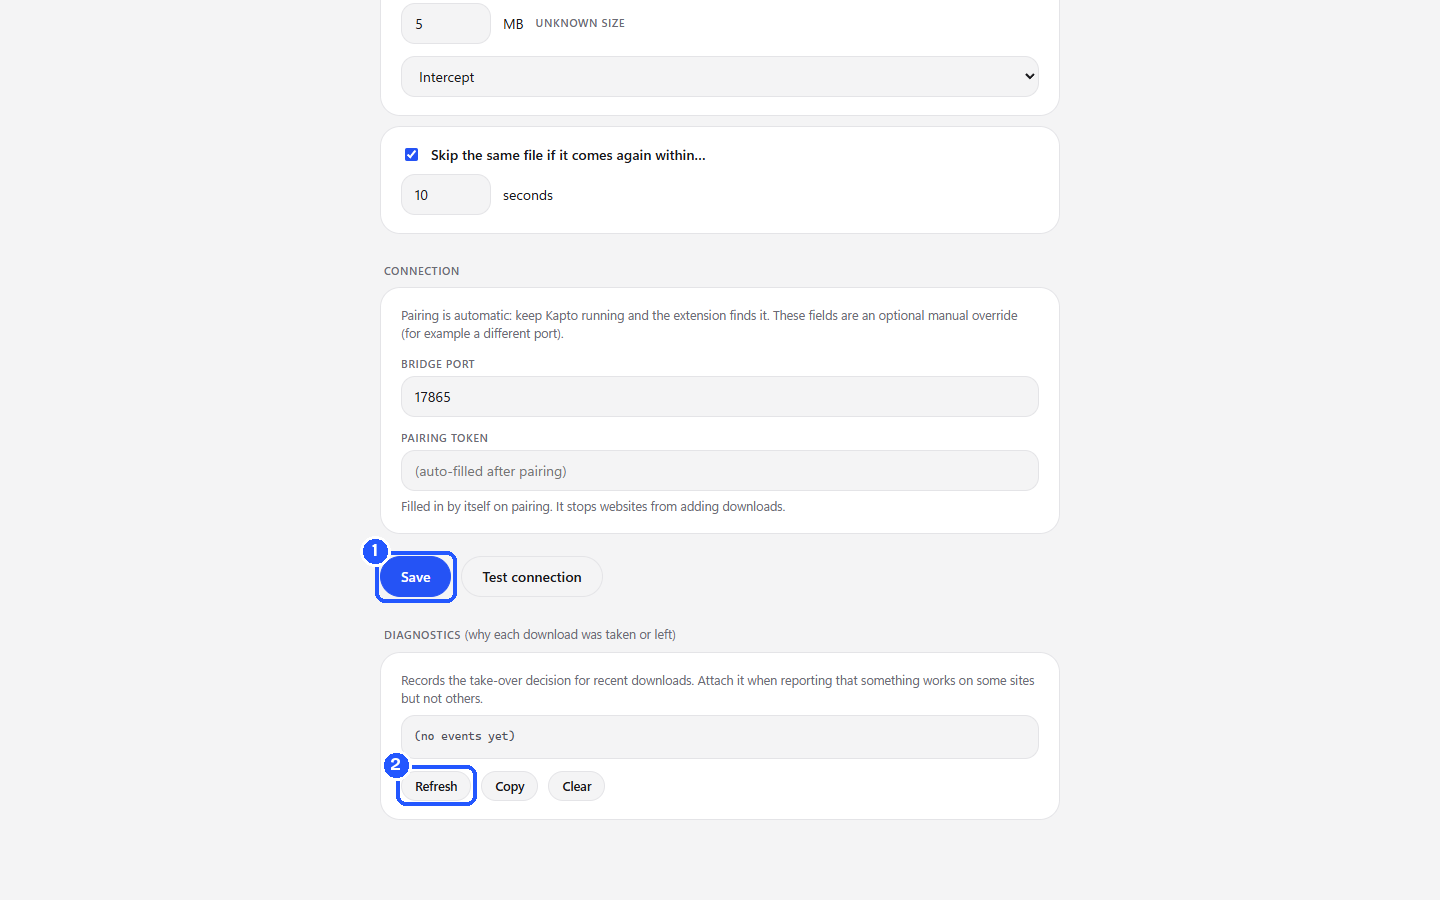 5 MB UNKNOWN SIZE
Intercept
Skip the same file if it comes again within...
10 seconds
CONNECTION
Pairing is automatic: keep Kapto running and the extension finds it. These fields are an optional manual override
(for example a different port).
BRIDGE PORT
17865
PAIRING TOKEN
(auto-filled after pairing)
Filled in by itself on pairing. It stops websites from adding downloads.
1
Save Test connection
DIAGNOSTICS (why each download was taken or left)
Records the take-over decision for recent downloads. Attach it when reporting that something works on some sites
but not others.
(no events yet)
2
Refresh Copy Clear